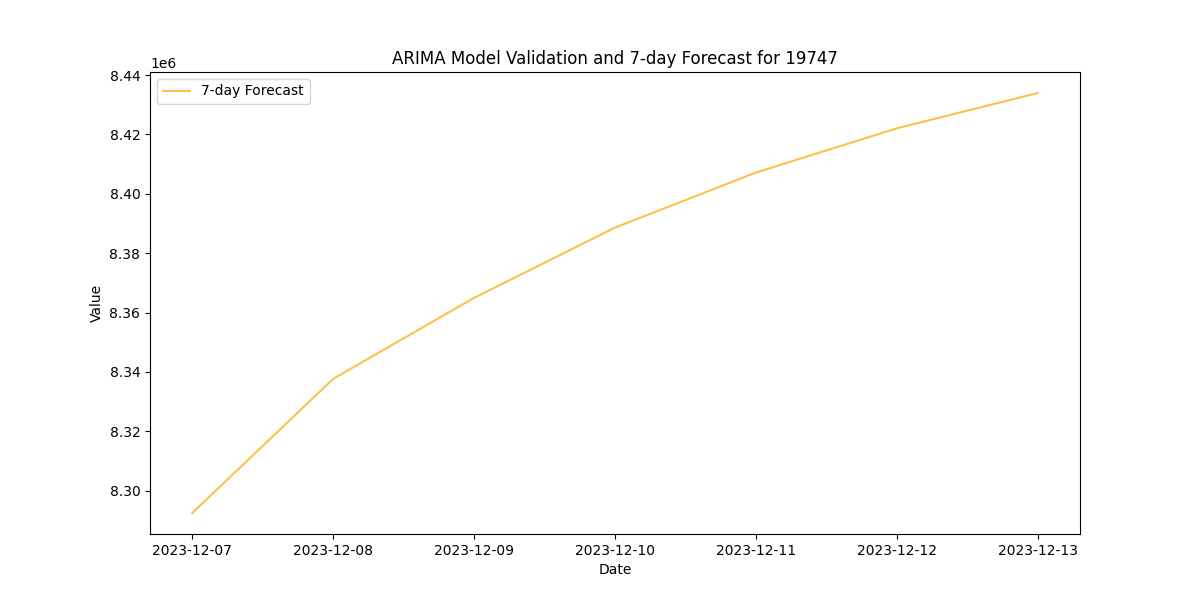 ARIMA Model Validation and 7-day Forecast for 19747
1e6
7-day Forecast
8.44
8.42
8.40
8.38
8.36
8.34
8.32
8.30
Value
2023-12-07 2023-12-08 2023-12-09 2023-12-10 2023-12-11 2023-12-12 2023-12-13
Date